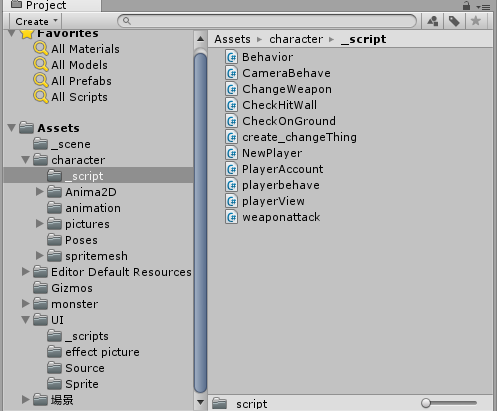 Project
Create
Favorites
All Materials
All Models
All Prefabs
All Scripts
Assets
_scene
character
_script
Anima2D
animation
pictures
Poses
spritemesh
Editor Default Resources
Gizmos
monster
UI
_scripts
effect picture
Source
Sprite
場景
Assets character _script
Behavior
CameraBehave
ChangeWeapon
CheckHitWall
CheckOnGround
create_changeThing
NewPlayer
PlayerAccount
playerbehave
playerView
weaponattack
script